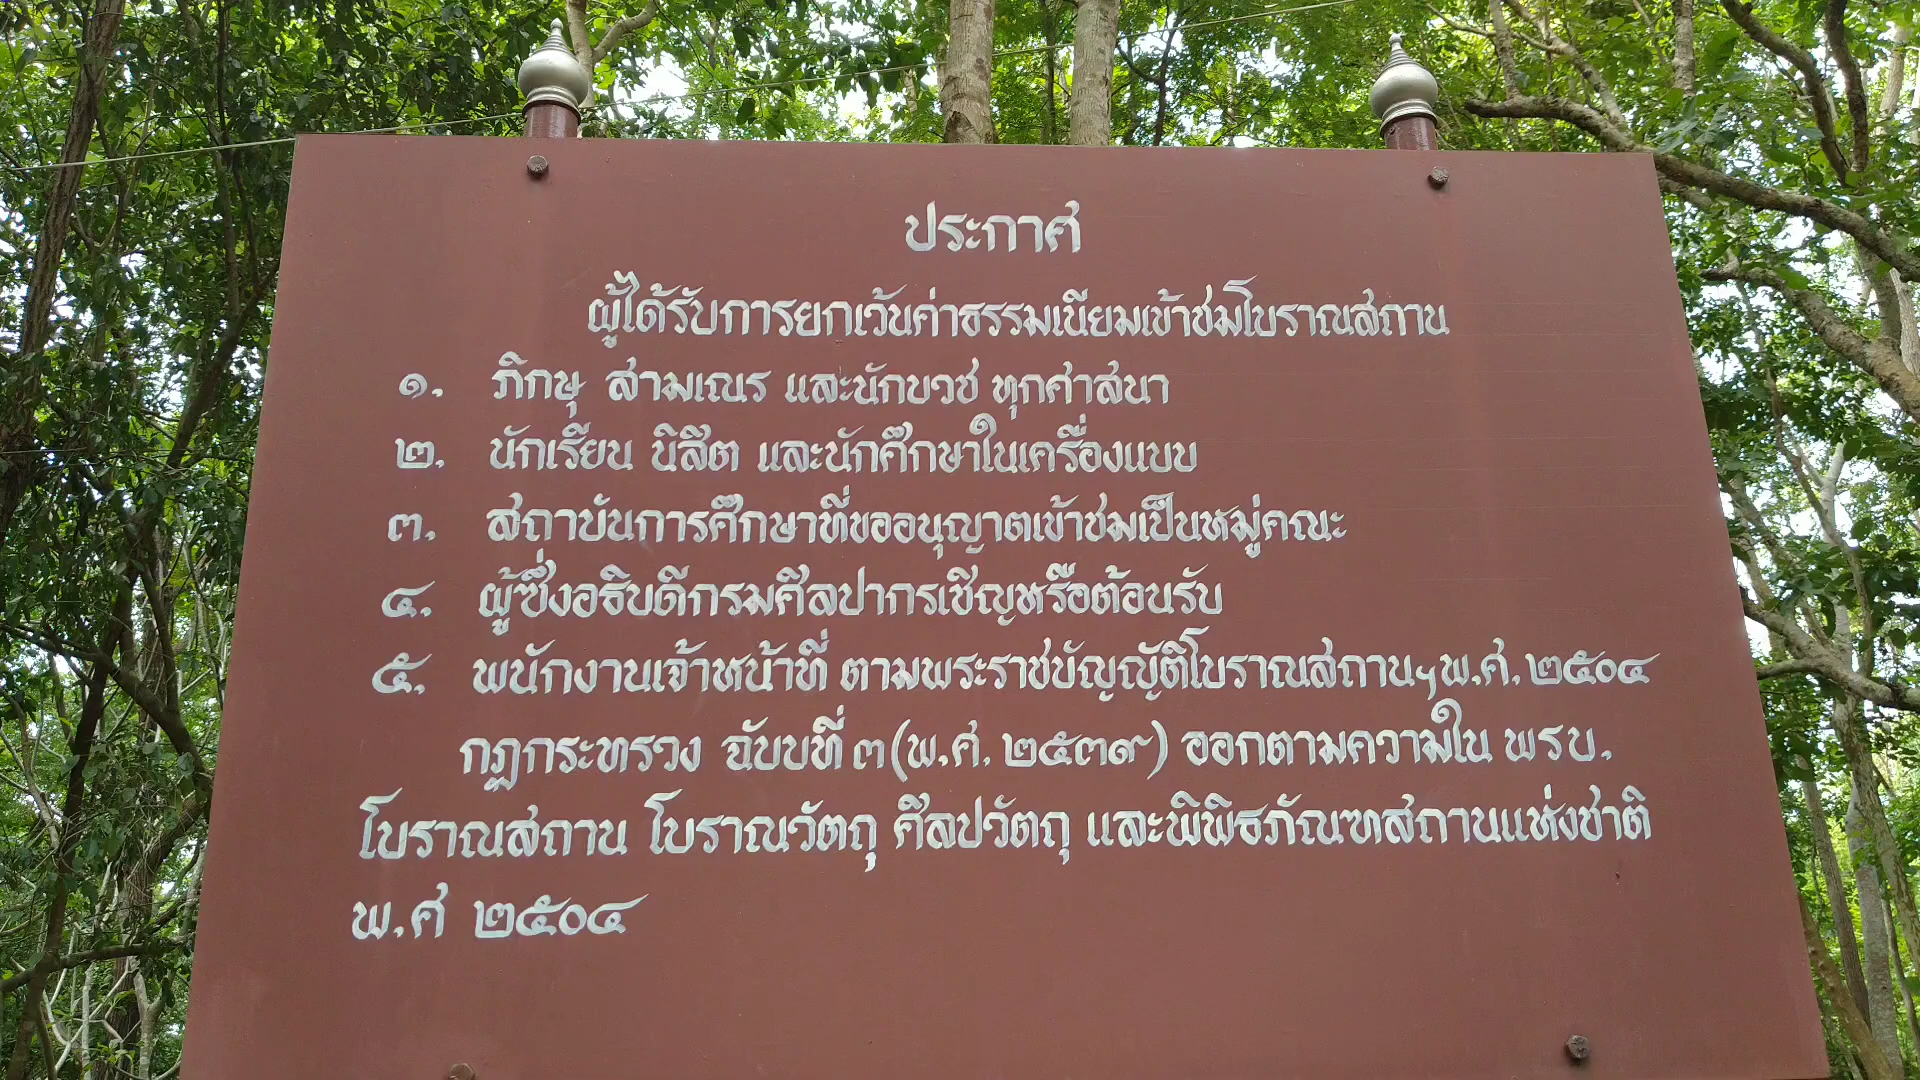 ประกาศ
ผู้ได้รับการยกเว้นค่าธรรมเนียมเข้าชมโบราณสถาน
๑. ภิกษุ สามเณร และนักบวช ทุกศาสนา
๒. นักเรียน นิสิต และนักศึกษาในเครื่องแบบ
๓. สถาบันการศึกษาที่ขออนุญาตเข้าชมเป็นหมู่คณะ
๔. ผู้ซึ่งอธิบดีกรมศิลปากรเชิญหรือต้อนรับ
๕. พนักงานเจ้าหน้าที่ ตามพระราชบัญญัติโบราณสถานฯพ.ศ.๒๕๐๔
กฎกระทรวง ฉบับที่ ๓(พ.ศ. ๒๕๓๙) ออกตามความใน พรบ.
โบราณสถาน โบราณวัตถุ ศิลปวัตถุ และพิพิธภัณฑสถานแห่งชาติ
พ.ศ ๒๕๐๔